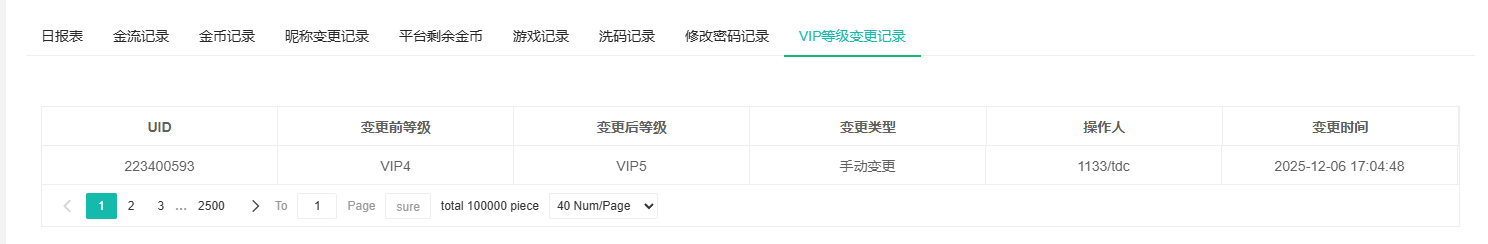 日报表 金流记录 金币记录 昵称变更记录 平台剩余金币 游戏记录 洗码记录 修改密码记录 VIP等级变更记录
UID 变更前等级 变更后等级 变更类型 操作人 变更时间
223400593 VIP4 VIP5 手动变更 1133/tdc 2025-12-06 17:04:48
1 2 3 ... 2500 To 1 Page sure total 100000 piece 40 Num/Page